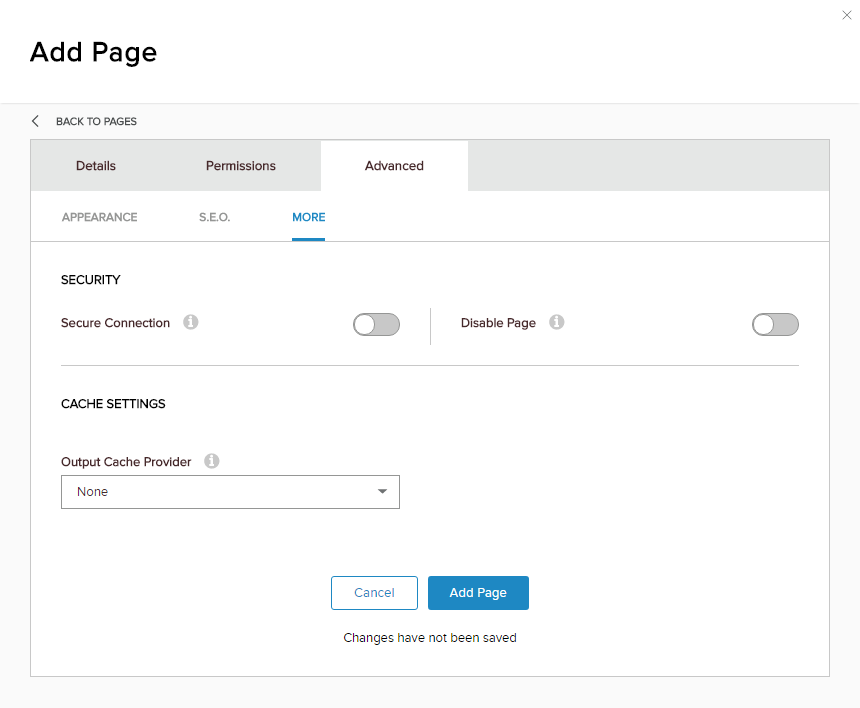 Add Page
BACK TO PAGES
Details Permissions Advanced
APPEARANCE S.E.O. MORE
SECURITY
Secure Connection Disable Page
CACHE SETTINGS
Output Cache Provider
None
Cancel Add Page
Changes have not been saved